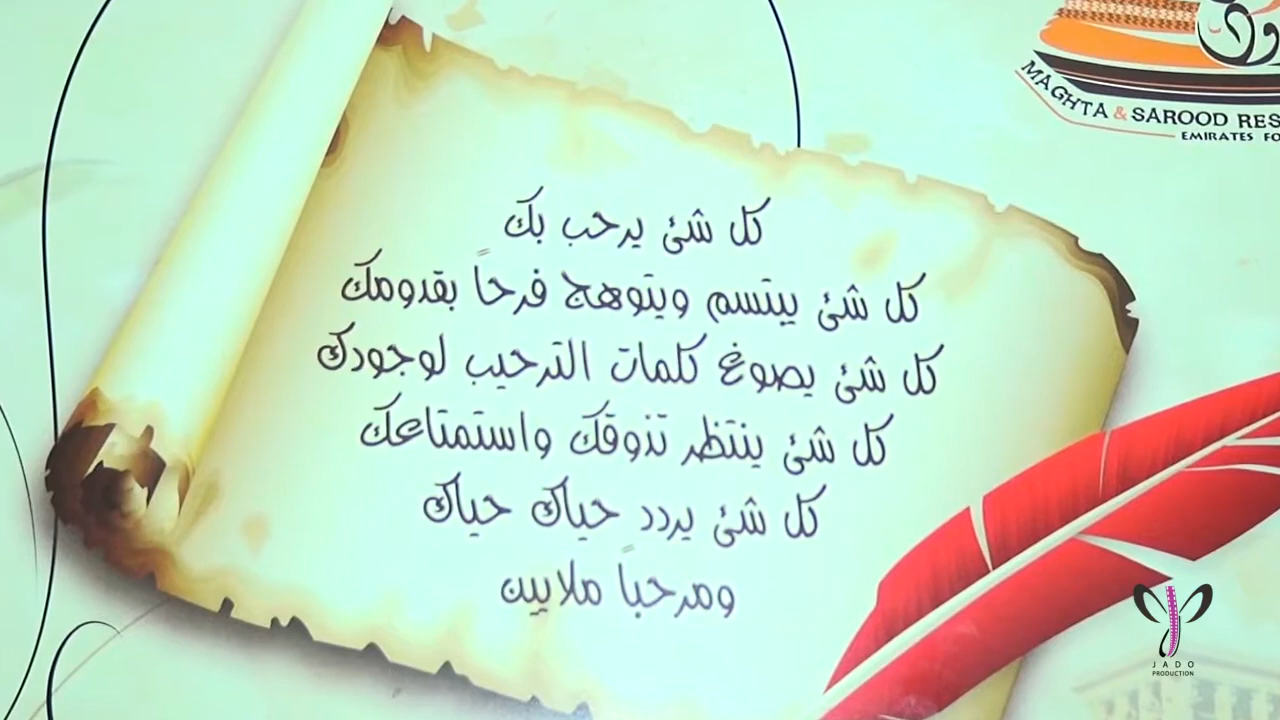 MAGHTA & SAROOD RES
EMIRATES FO
كل شئ يرحب بك
كل شئ يبتسم ويتوهج فرحاً بقدومك
كل شئ يصوغ كلمات الترحيب لوجودك
كل شئ ينتظر تذوقك واستمتاعك
كل شئ يردد حياك حياك
ومرحباً ملايين
JADO
PRODUCTION